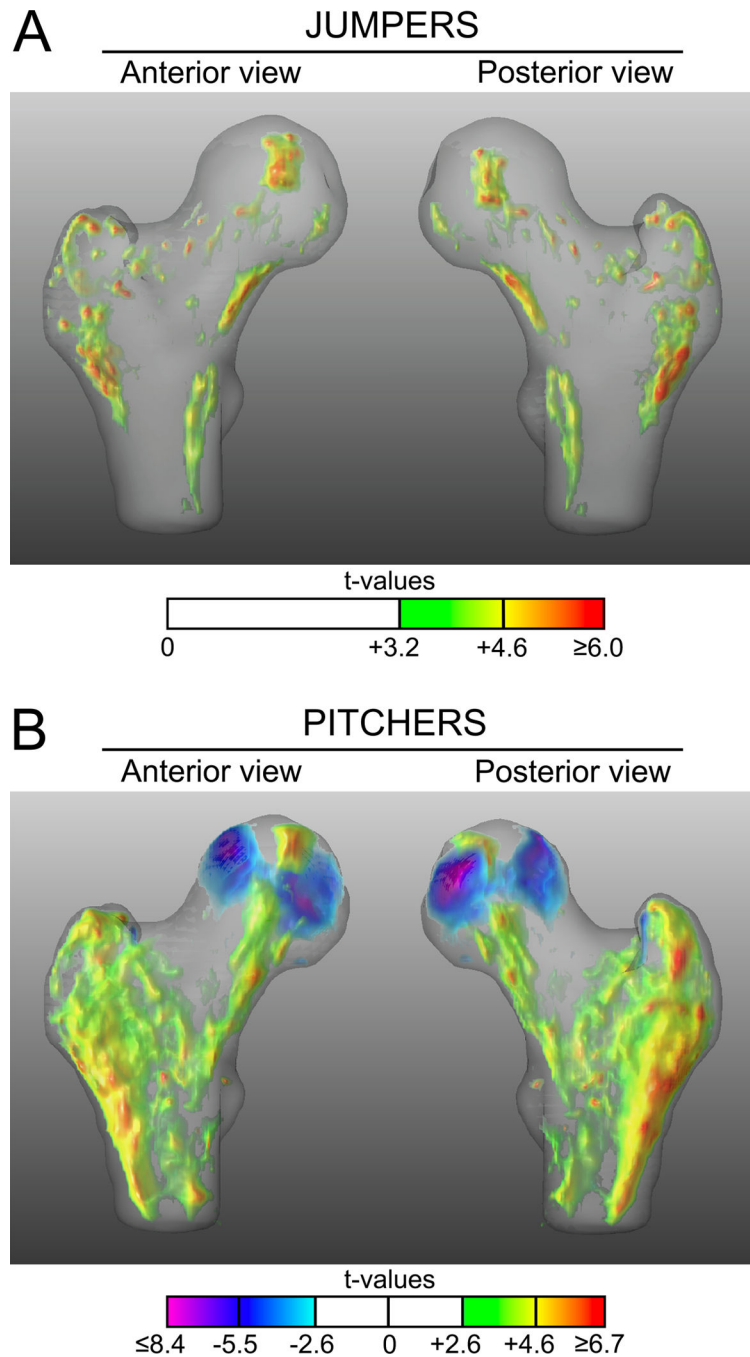 A
JUMPERS
Anterior view Posterior view
t-values
0 +3.2 +4.6 ≥6.0
B
PITCHERS
Anterior view Posterior view
t-values
≤8.4 -5.5 -2.6 0 +2.6 +4.6 ≥6.7